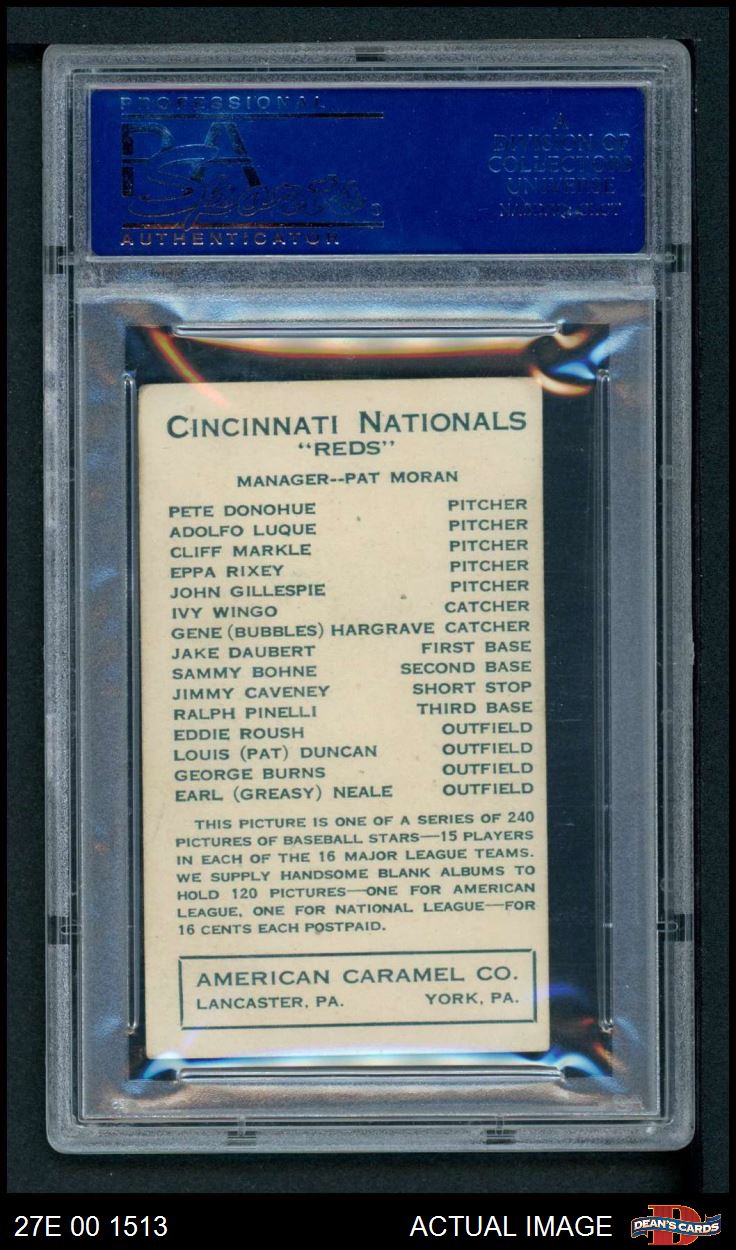 PROFESSIONAL
PSA
Sports
AUTHENTICATOR
A
DIVISION OF
COLLECTORS
UNIVERSE
CINCINNATI NATIONALS
"REDS"
MANAGER--PAT MORAN
PETE DONOHUE PITCHER
ADOLFO LUQUE PITCHER
CLIFF MARKLE PITCHER
EPPA RIXEY PITCHER
JOHN GILLESPIE PITCHER
IVY WINGO CATCHER
GENE (BUBBLES) HARGRAVE CATCHER
JAKE DAUBERT FIRST BASE
SAMMY BOHNE SECOND BASE
JIMMY CAVENEY SHORT STOP
RALPH PINELLI THIRD BASE
EDDIE ROUSH OUTFIELD
LOUIS (PAT) DUNCAN OUTFIELD
GEORGE BURNS OUTFIELD
EARL (GREASY) NEALE OUTFIELD
THIS PICTURE IS ONE OF A SERIES OF 240
PICTURES OF BASEBALL STARS—15 PLAYERS
IN EACH OF THE 16 MAJOR LEAGUE TEAMS.
WE SUPPLY HANDSOME BLANK ALBUMS TO
HOLD 120 PICTURES—ONE FOR AMERICAN
LEAGUE, ONE FOR NATIONAL LEAGUE—FOR
16 CENTS EACH POSTPAID.
AMERICAN CARAMEL CO.
LANCASTER, PA. YORK, PA.
27E 00 1513 ACTUAL IMAGE DEAN'S CARDS